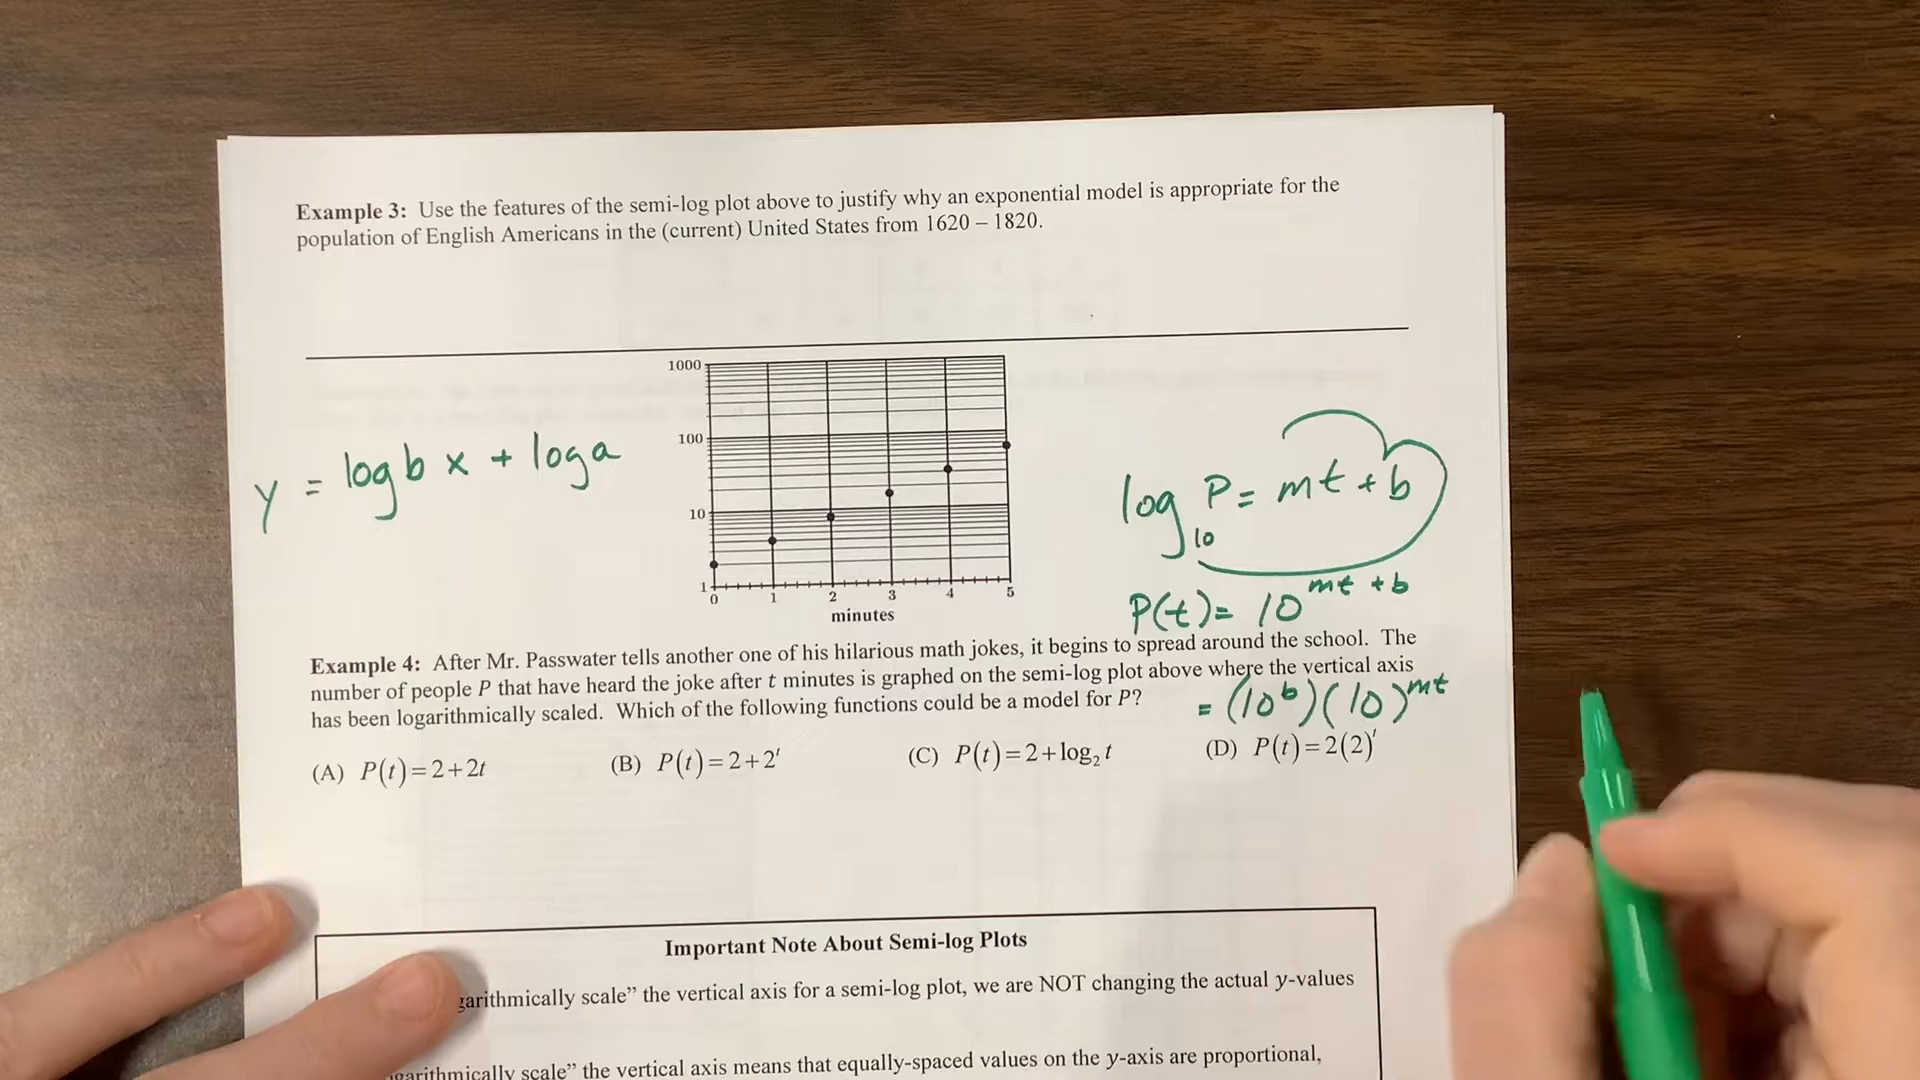 Example 3: Use the features of the semi-log plot above to justify why an exponential model is appropriate for the
population of English Americans in the (current) United States from 1620 – 1820.
y = log b x + log a
1000
100
10
1
0 1 2 3 4 5
minutes
log₁₀ P = mt + b
P(t) = 10^(mt + b)
Example 4: After Mr. Passwater tells another one of his hilarious math jokes, it begins to spread around the school. The
number of people P that have heard the joke after t minutes is graphed on the semi-log plot above where the vertical axis
has been logarithmically scaled. Which of the following functions could be a model for P?
= (10^b)(10)^mt
(A) P(t) = 2 + 2t (B) P(t) = 2 + 2^t (C) P(t) = 2 + log₂ t (D) P(t) = 2(2)^t
Important Note About Semi-log Plots
scale” the vertical axis for a semi-log plot, we are NOT changing the actual y-values
scale” the vertical axis means that equally-spaced values on the y-axis are proportional,